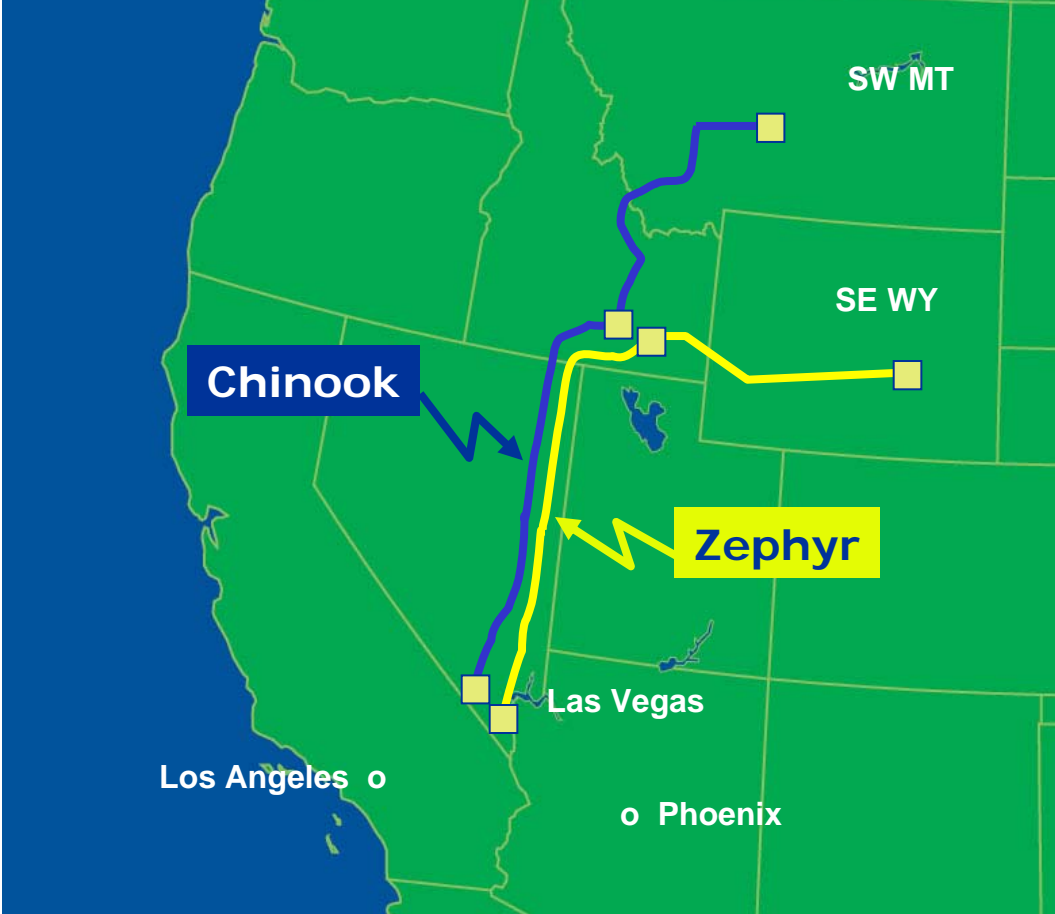 SW MT
SE WY
Chinook
Zephyr
Las Vegas
Los Angeles o
o Phoenix